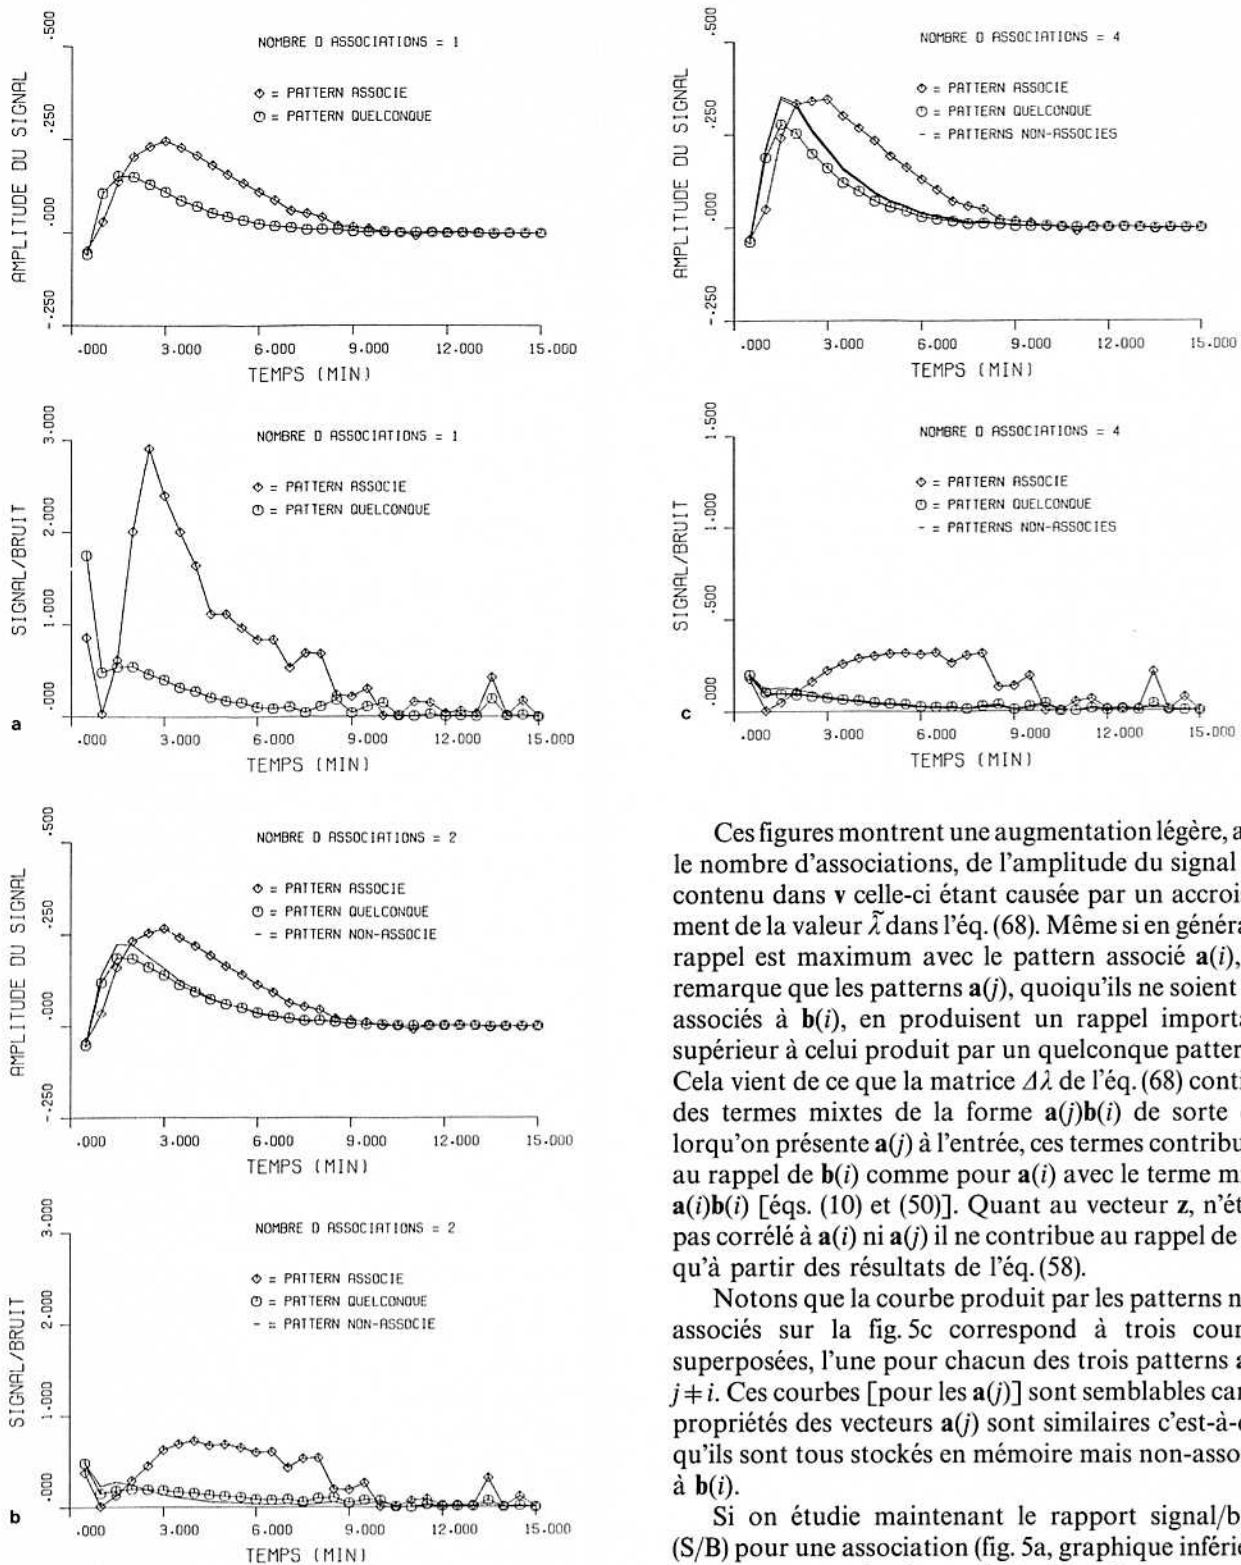 NOMBRE D ASSOCIATIONS = 1
= PATTERN ASSOCIE
= PATTERN QUELCONQUE
AMPLITUDE DU SIGNAL
.500
.250
.000
-.250
.000 3.000 6.000 9.000 12.000 15.000
TEMPS (MIN)
NOMBRE D ASSOCIATIONS = 1
= PATTERN ASSOCIE
= PATTERN QUELCONQUE
SIGNAL/BRUIT
3.000
2.000
1.000
.000
a
.000 3.000 6.000 9.000 12.000 15.000
TEMPS (MIN)
NOMBRE D ASSOCIATIONS = 2
= PATTERN ASSOCIE
= PATTERN QUELCONQUE
- = PATTERN NON-ASSOCIE
AMPLITUDE DU SIGNAL
.500
.250
.000
-.250
.000 3.000 6.000 9.000 12.000 15.000
TEMPS (MIN)
NOMBRE D ASSOCIATIONS = 2
= PATTERN ASSOCIE
= PATTERN QUELCONQUE
- = PATTERN NON-ASSOCIE
SIGNAL/BRUIT
3.000
2.000
1.000
.000
b
.000 3.000 6.000 9.000 12.000 15.000
TEMPS (MIN)
NOMBRE D ASSOCIATIONS = 4
= PATTERN ASSOCIE
= PATTERN QUELCONQUE
- = PATTERNS NON-ASSOCIES
AMPLITUDE DU SIGNAL
.500
.250
.000
-.250
.000 3.000 6.000 9.000 12.000 15.000
TEMPS (MIN)
NOMBRE D ASSOCIATIONS = 4
= PATTERN ASSOCIE
= PATTERN QUELCONQUE
- = PATTERNS NON-ASSOCIES
SIGNAL/BRUIT
1.500
1.000
.500
.000
c
.000 3.000 6.000 9.000 12.000 15.000
TEMPS (MIN)
Ces figures montrent une augmentation légère, a
le nombre d'associations, de l'amplitude du signal
contenu dans v celle-ci étant causée par un accrois
ment de la valeur λ̃ dans l'éq. (68). Même si en généra
rappel est maximum avec le pattern associé a(i),
remarque que les patterns a(j), quoiqu'ils ne soient
associés à b(i), en produisent un rappel importa
supérieur à celui produit par un quelconque patter
Cela vient de ce que la matrice Δλ de l'éq. (68) conti
des termes mixtes de la forme a(j)b(i) de sorte
lorqu'on présente a(j) à l'entrée, ces termes contribu
au rappel de b(i) comme pour a(i) avec le terme m
a(i)b(i) [éqs. (10) et (50)]. Quant au vecteur z, n'ét
pas corrélé à a(i) ni a(j) il ne contribue au rappel de
qu'à partir des résultats de l'éq. (58).
Notons que la courbe produit par les patterns n
associés sur la fig. 5c correspond à trois cour
superposées, l'une pour chacun des trois patterns a
j≠i. Ces courbes [pour les a(j)] sont semblables car
propriétés des vecteurs a(j) sont similaires c'est-à-
qu'ils sont tous stockés en mémoire mais non-asso
à b(i).
Si on étudie maintenant le rapport signal/b
(S/B) pour une association (fig. 5a, graphique inférie